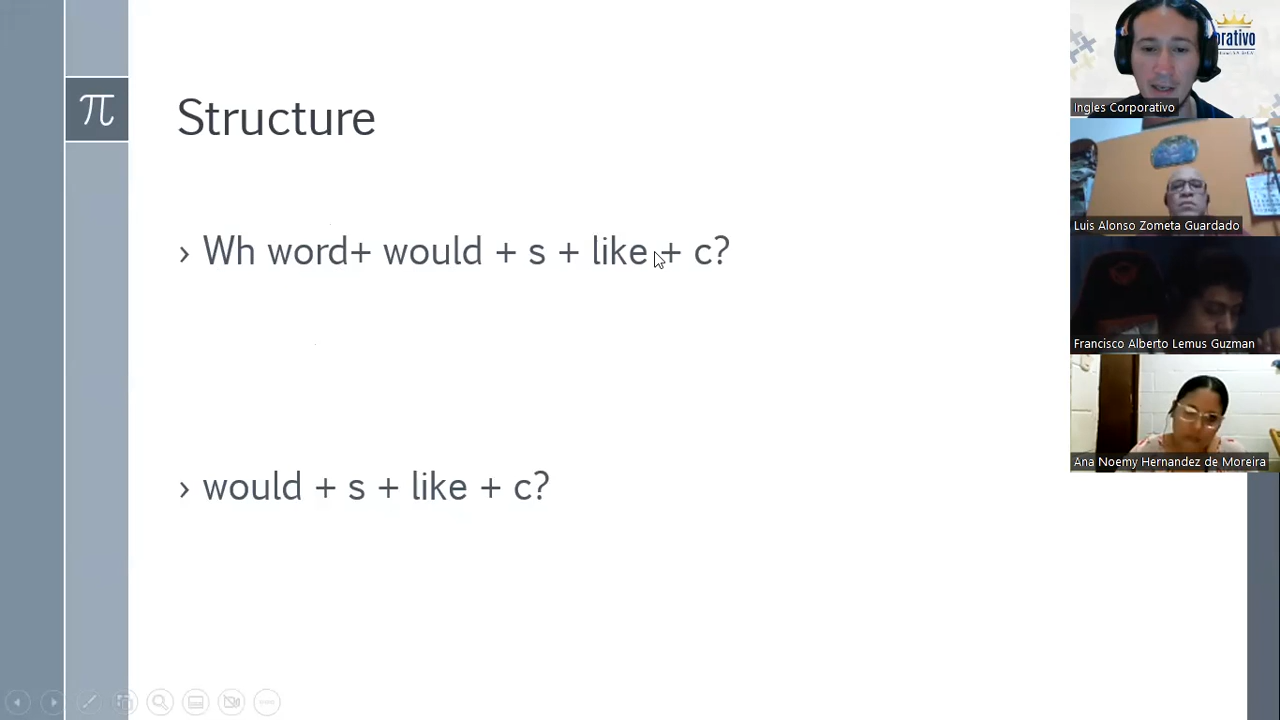 π
Structure
› Wh word+ would + s + like + c?
› would + s + like + c?
orativo
Ingles Corporativo
Luis Alonso Zometa Guardado
Francisco Alberto Lemus Guzman
Ana Noemy Hernandez de Moreira